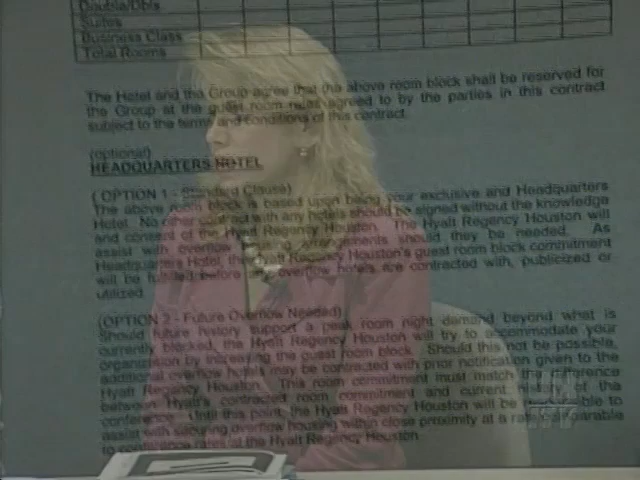 Double/Dbls
Suites
Business Class
Total Rooms
The Hotel and the Group agree that the above room block shall be reserved for
the Group at the guest room rates agreed to by the parties in this contract
subject to the terms and conditions of this contract.
(optional)
HEADQUARTERS HOTEL
( OPTION 1 - Standard Clause)
The above room block is based upon being your exclusive and Headquarters
Hotel. No other contract with any hotels should be signed without the knowledge
and consent of the Hyatt Regency Houston. The Hyatt Regency Houston will
assist with overflow housing arrangements should they be needed. As
Headquarters Hotel, the Hyatt Regency Houston's guest room block commitment
will be fulfilled before any overflow hotels are contracted with, publicized or
utilized.
(OPTION 2 - Future Overflow Needed)
Should future history support a peak room night demand beyond what is
currently blocked, the Hyatt Regency Houston will try to accommodate your
organization by increasing the guest room block. Should this not be possible,
additional overflow hotels may be contracted with prior notification given to the
Hyatt Regency Houston. This room commitment must match the difference
between Hyatt's contracted room commitment and current history of the
conference. Until this point, the Hyatt Regency Houston will be to
assist with securing overflow housing within close proximity at a rate
to conference rates at the Hyatt Regency Houston